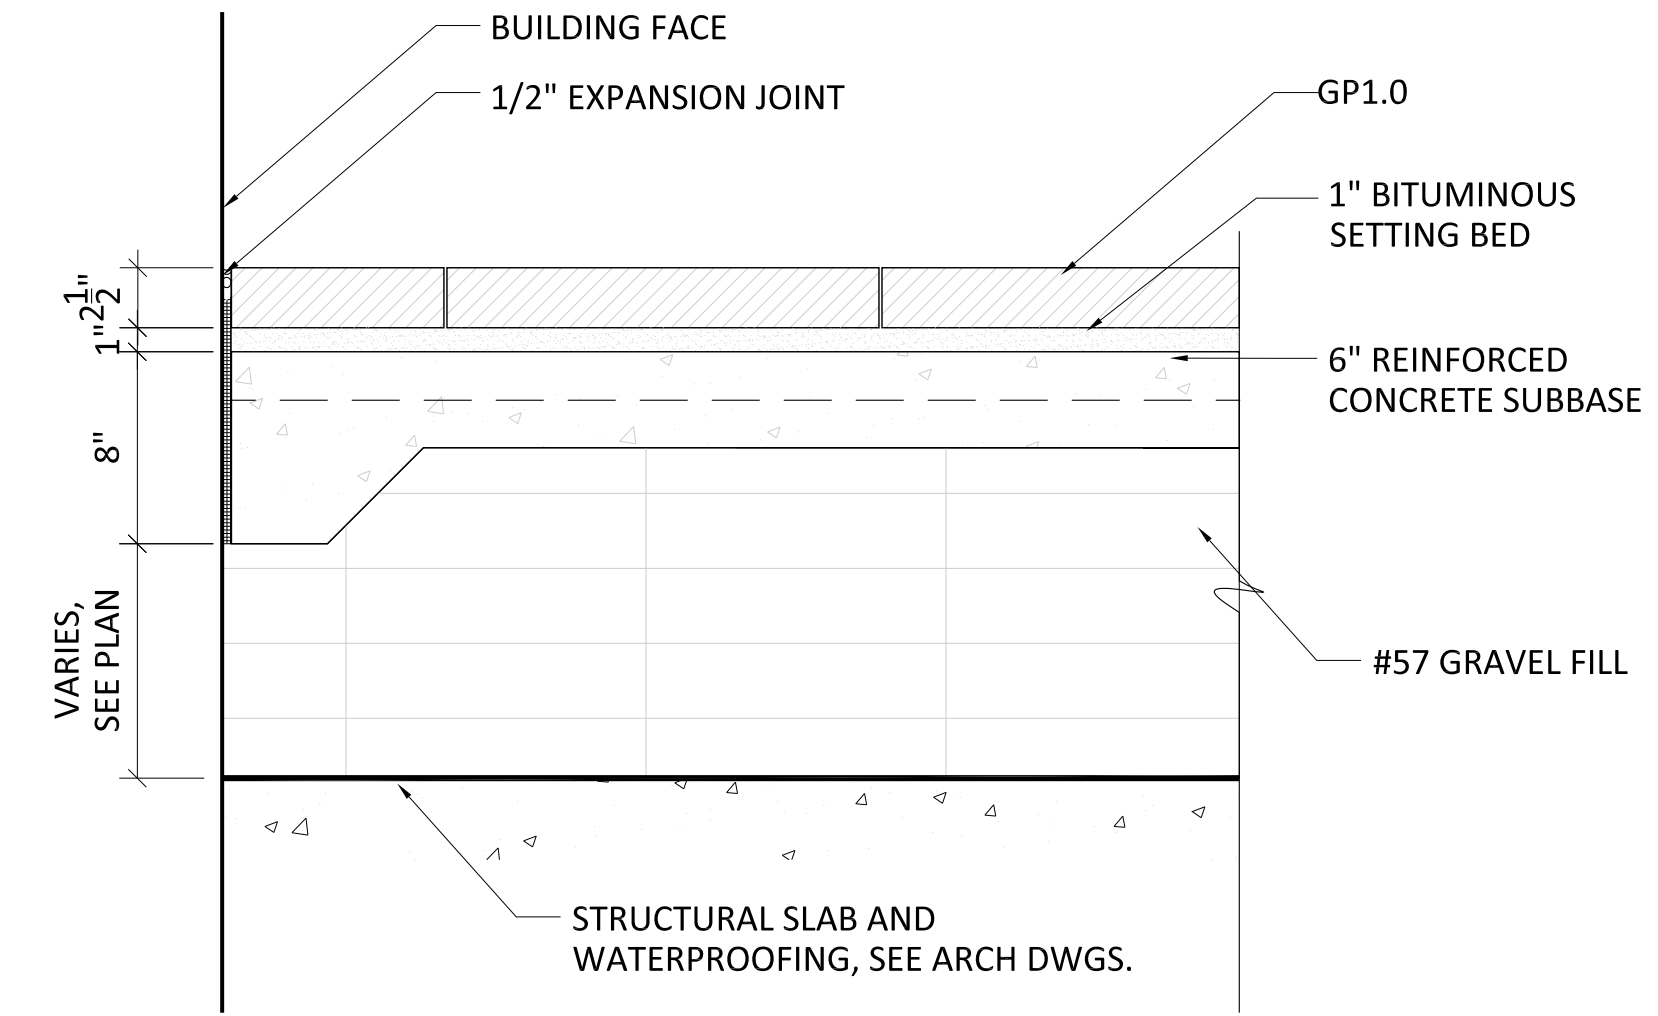 BUILDING FACE
1/2" EXPANSION JOINT
GP1.0
1" BITUMINOUS
SETTING BED
2 1/2"
1"
6" REINFORCED
CONCRETE SUBBASE
8"
VARIES,
SEE PLAN
#57 GRAVEL FILL
STRUCTURAL SLAB AND
WATERPROOFING, SEE ARCH DWGS.